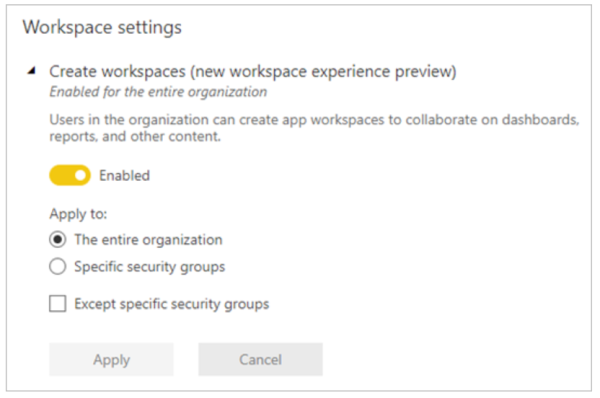 Workspace settings
Create workspaces (new workspace experience preview)
Enabled for the entire organization
Users in the organization can create app workspaces to collaborate on dashboards,
reports, and other content.
Enabled
Apply to:
The entire organization
Specific security groups
Except specific security groups
Apply
Cancel